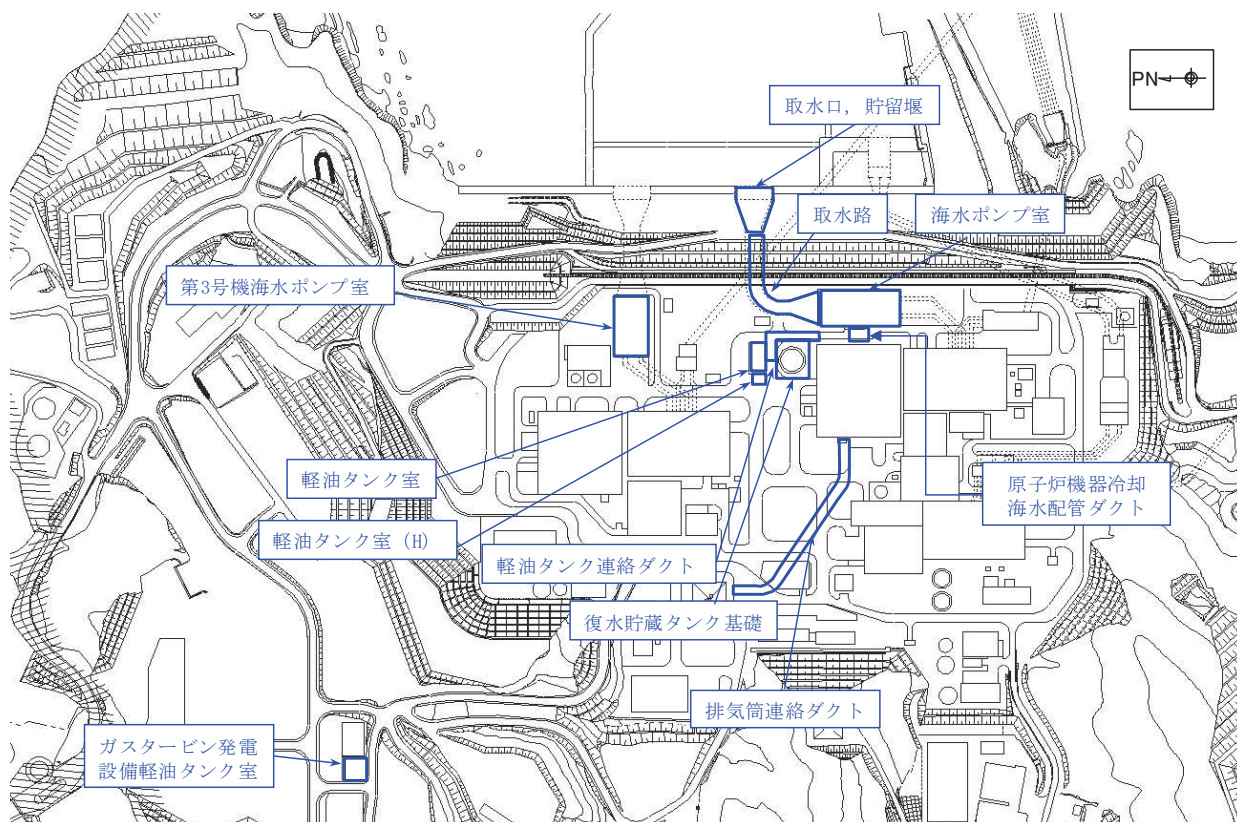 PN
取水口，貯留堰
取水路
海水ポンプ室
第3号機海水ポンプ室
軽油タンク室
原子炉機器冷却
海水配管ダクト
軽油タンク室 (H)
軽油タンク連絡ダクト
復水貯蔵タンク基礎
排気筒連絡ダクト
ガスタービン発電
設備軽油タンク室